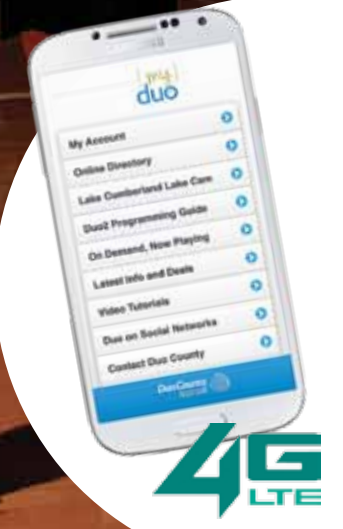 my
duo
My Account
Online Directory
Lake Cumberland Lake Cams
Duo2 Programming Guide
On Demand, Now Playing
Latest Info and Deals
Video Tutorials
Duo on Social Networks
Contact Duo County
DuoCounty
4G
LTE